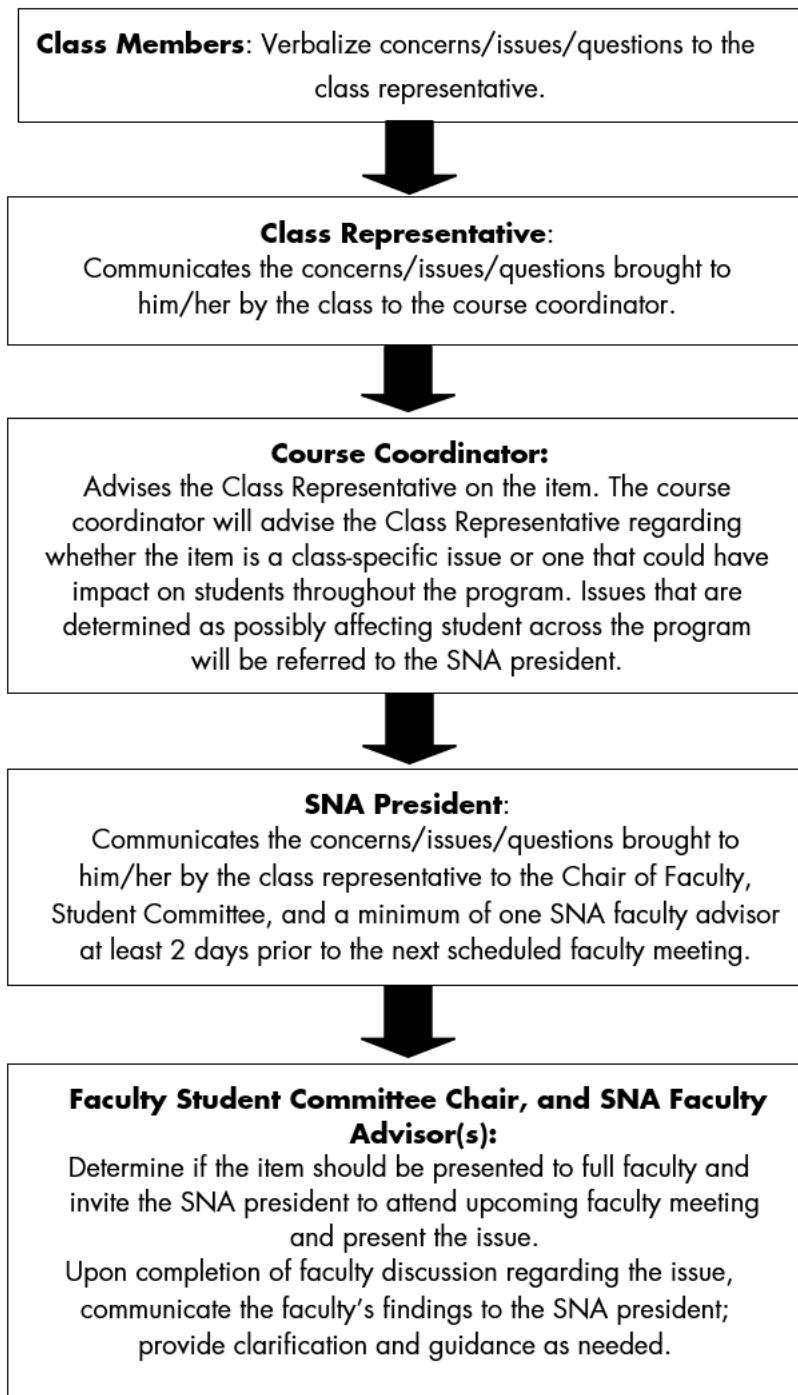 Class Members: Verbalize concerns/issues/questions to the
class representative.
Class Representative:
Communicates the concerns/issues/questions brought to
him/her by the class to the course coordinator.
Course Coordinator:
Advises the Class Representative on the item. The course
coordinator will advise the Class Representative regarding
whether the item is a class-specific issue or one that could have
impact on students throughout the program. Issues that are
determined as possibly affecting student across the program
will be referred to the SNA president.
SNA President:
Communicates the concerns/issues/questions brought to
him/her by the class representative to the Chair of Faculty,
Student Committee, and a minimum of one SNA faculty advisor
at least 2 days prior to the next scheduled faculty meeting.
Faculty Student Committee Chair, and SNA Faculty
Advisor(s):
Determine if the item should be presented to full faculty and
invite the SNA president to attend upcoming faculty meeting
and present the issue.
Upon completion of faculty discussion regarding the issue,
communicate the faculty’s findings to the SNA president;
provide clarification and guidance as needed.